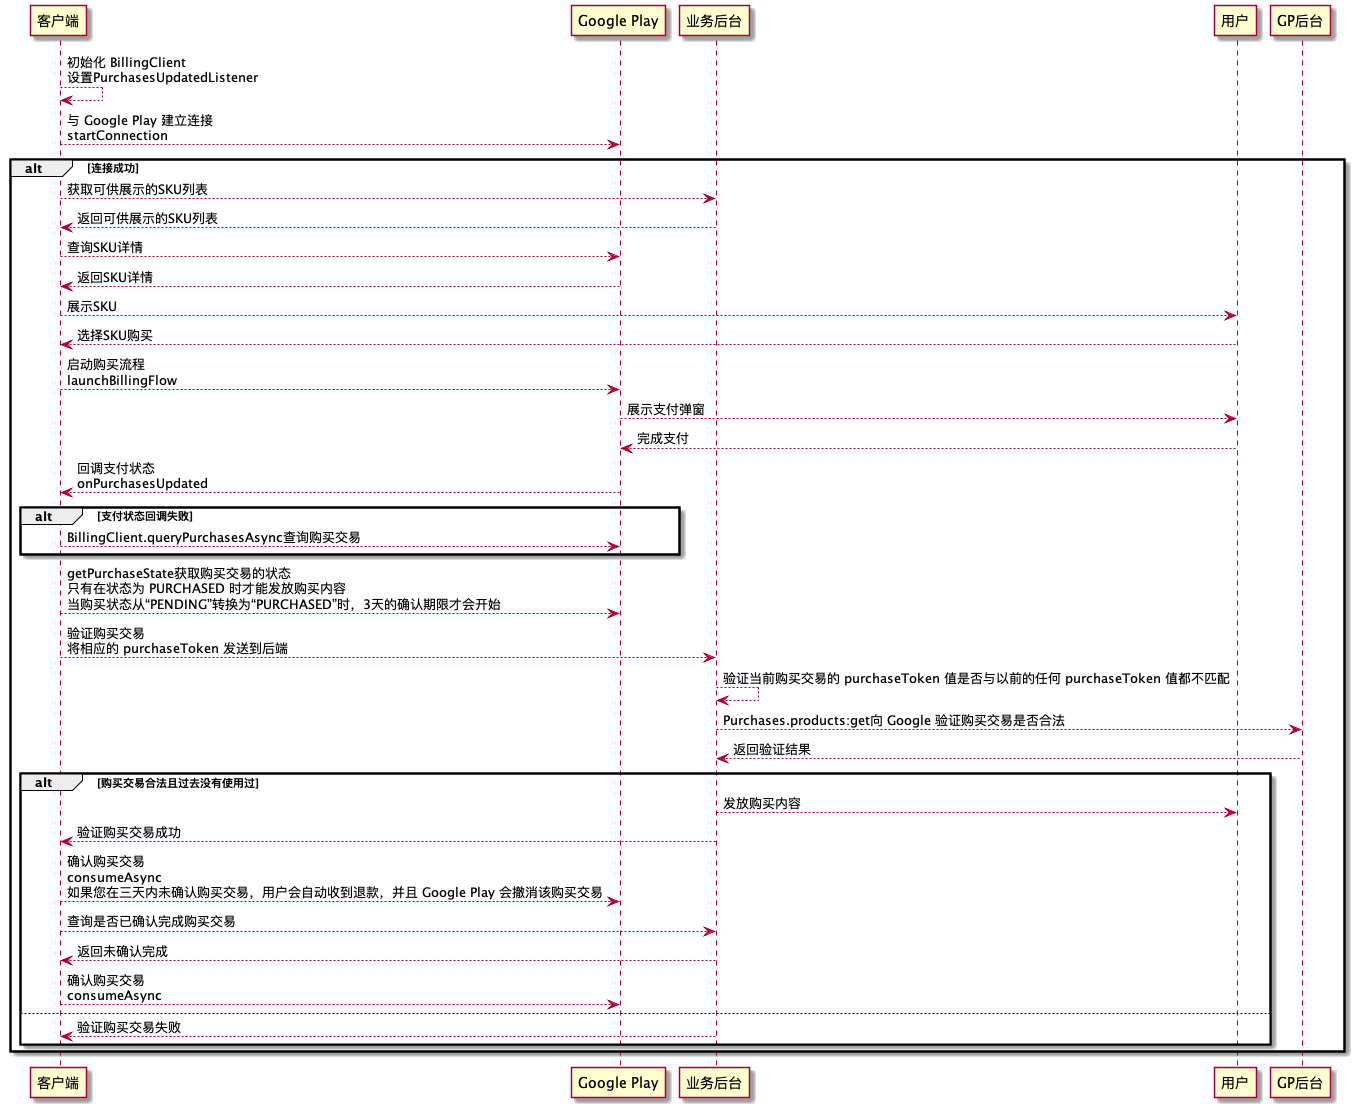 客户端
Google Play
业务后台
用户
GP后台
初始化 BillingClient
设置PurchasesUpdatedListener
与 Google Play 建立连接
startConnection
alt
[连接成功]
获取可供展示的SKU列表
返回可供展示的SKU列表
查询SKU详情
返回SKU详情
展示SKU
选择SKU购买
启动购买流程
launchBillingFlow
展示支付弹窗
完成支付
回调支付状态
onPurchasesUpdated
alt
[支付状态回调失败]
BillingClient.queryPurchasesAsync查询购买交易
getPurchaseState获取购买交易的状态
只有在状态为 PURCHASED 时才能发放购买内容
当购买状态从“PENDING”转换为“PURCHASED”时，3天的确认期限才会开始
验证购买交易
将相应的 purchaseToken 发送到后端
验证当前购买交易的 purchaseToken 值是否与以前的任何 purchaseToken 值都不匹配
Purchases.products:get向 Google 验证购买交易是否合法
返回验证结果
alt
[购买交易合法且过去没有使用过]
发放购买内容
验证购买交易成功
确认购买交易
consumeAsync
如果您在三天内未确认购买交易，用户会自动收到退款，并且 Google Play 会撤消该购买交易
查询是否已确认完成购买交易
返回未确认完成
确认购买交易
consumeAsync
验证购买交易失败
客户端
Google Play
业务后台
用户
GP后台